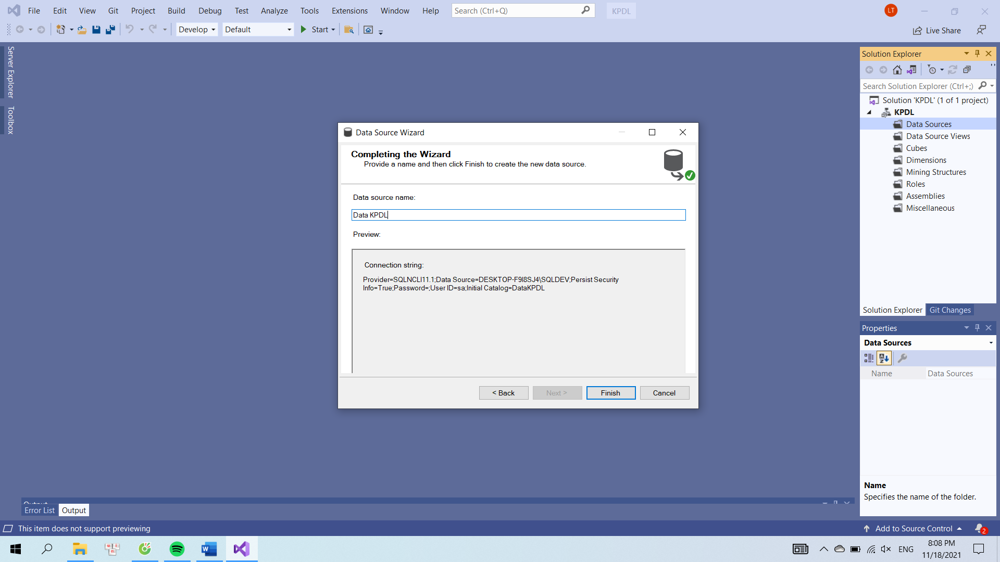 File Edit View Git Project Build Debug Test Analyze Tools Extensions Window Help Search (Ctrl+Q) KPDL LT
Develop Default Start Live Share
Server Explorer
Toolbox
Data Source Wizard
Completing the Wizard
Provide a name and then click Finish to create the new data source.
Data source name:
Data KPDL
Preview:
Connection string:
Provider=SQLNCLI11.1;Data Source=DESKTOP-F9I8SJ4\SQLDEV;Persist Security
Info=True;Password=;User ID=sa;Initial Catalog=DataKPDL
< Back Next > Finish Cancel
Solution Explorer
Search Solution Explorer (Ctrl+;)
Solution 'KPDL' (1 of 1 project)
KPDL
Data Sources
Data Source Views
Cubes
Dimensions
Mining Structures
Roles
Assemblies
Miscellaneous
Solution Explorer Git Changes
Properties
Data Sources
Name Data Sources
Name
Specifies the name of the folder.
Output
Error List Output
This item does not support previewing Add to Source Control 2
ENG 8:08 PM
11/18/2021